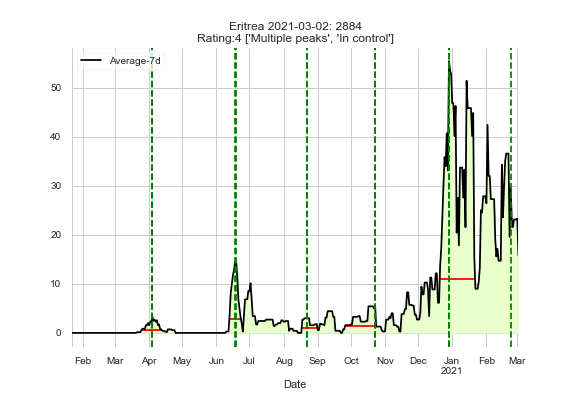 Eritrea 2021-03-02: 2884
Rating:4 ['Multiple peaks', 'In control']
Average-7d
50
40
30
20
10
0
Feb Mar Apr May Jun Jul Aug Sep Oct Nov Dec Jan Feb Mar
2021
Date